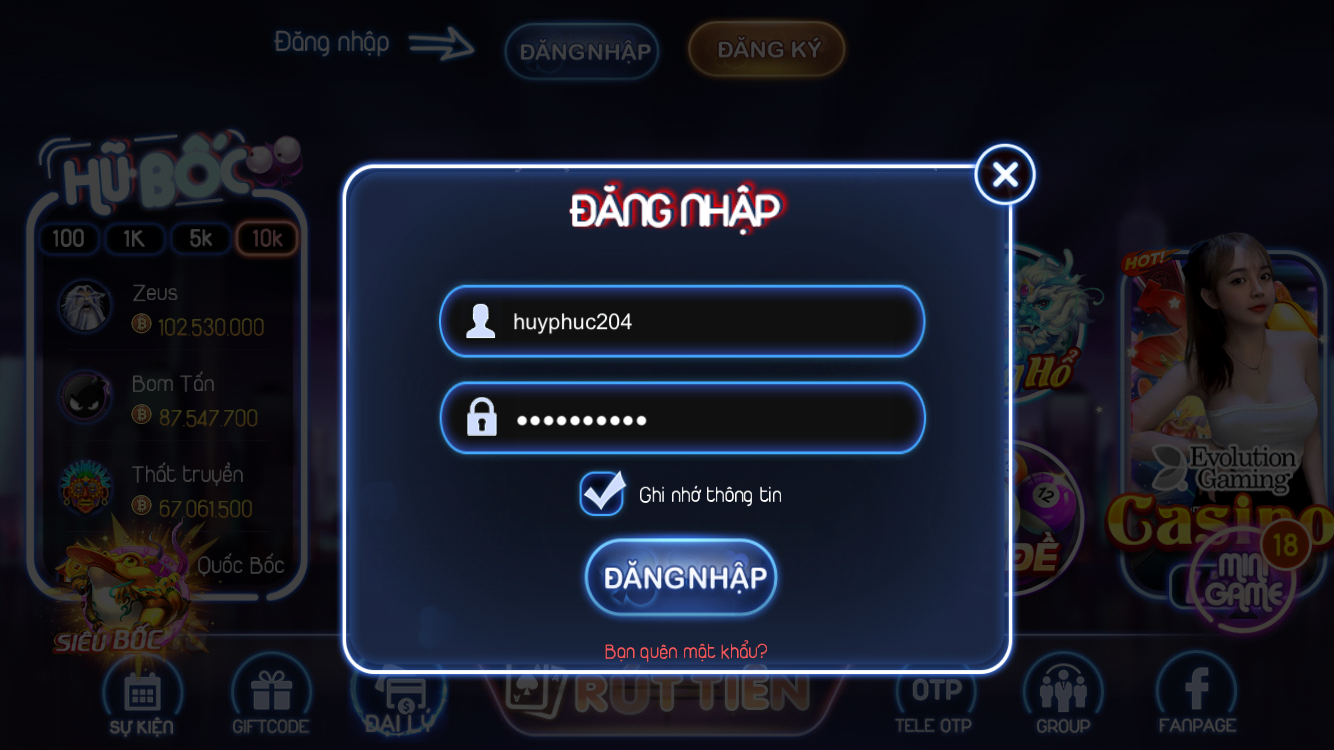 Đăng nhập
ĐĂNG NHẬP
ĐĂNG KÝ
HŨ BỐC
100
1K
5k
10k
Zeus
102.530.000
Bom Tấn
87.547.700
Thất truyền
67.061.500
Quốc Bốc
SIÊU BỐC
ĐĂNG NHẬP
huyphuc204
Ghi nhớ thông tin
ĐĂNG NHẬP
Bạn quên mật khẩu?
Hổ
ĐỀ
HOT!
Evolution
Gaming
Casino
18
MINI
GAME
SỰ KIỆN
GIFTCODE
ĐẠI LÝ
RÚT TIỀN
OTP
TELE OTP
GROUP
FANPAGE